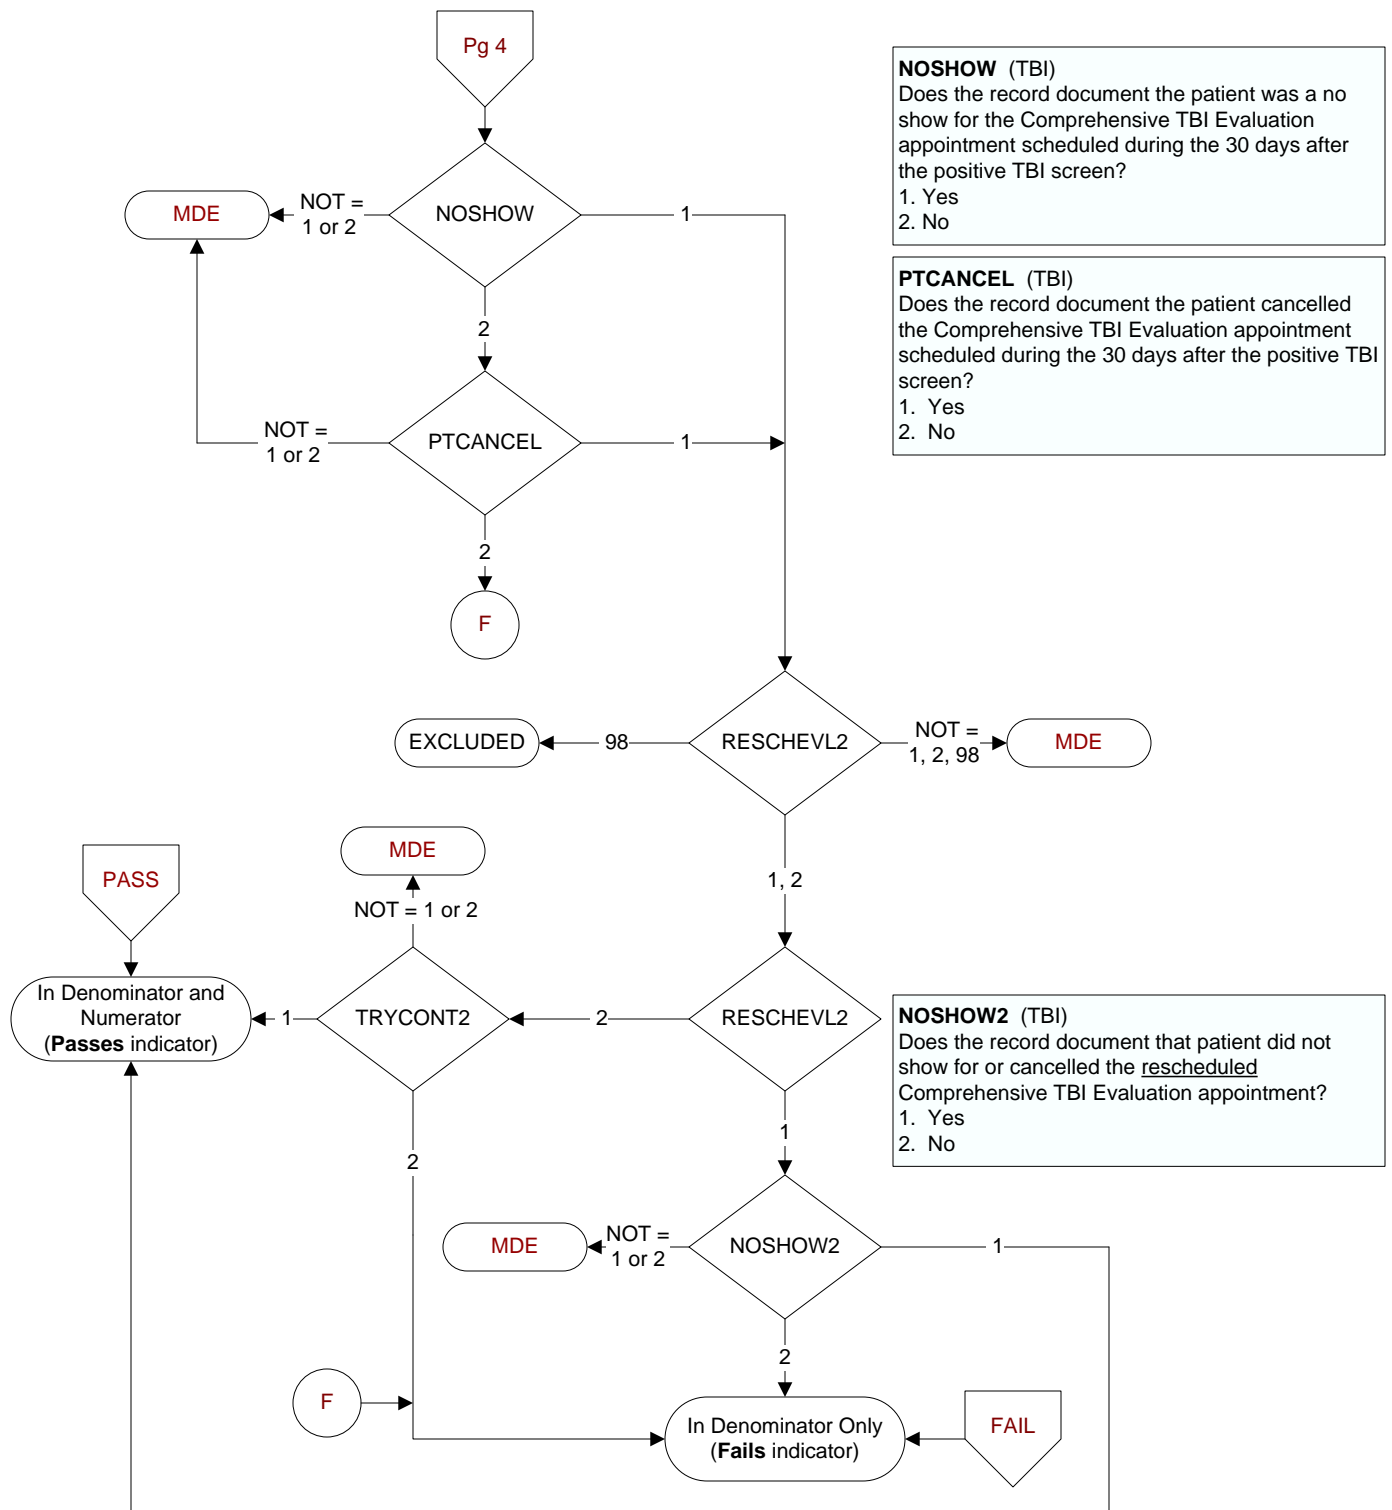 Pg 4
NOSHOW (TBI)
Does the record document the patient was a no
show for the Comprehensive TBI Evaluation
appointment scheduled during the 30 days after
the positive TBI screen?
1. Yes
2. No
MDE
NOT =
1 or 2
NOSHOW
1
PTCANCEL (TBI)
Does the record document the patient cancelled
the Comprehensive TBI Evaluation appointment
scheduled during the 30 days after the positive TBI
screen?
1. Yes
2. No
2
NOT =
1 or 2
PTCANCEL
1
2
F
EXCLUDED
98
RESCHEVL2
NOT =
1, 2, 98
MDE
MDE
1, 2
PASS
NOT = 1 or 2
In Denominator and
Numerator
(Passes indicator)
1
TRYCONT2
2
RESCHEVL2
NOSHOW2 (TBI)
Does the record document that patient did not
show for or cancelled the rescheduled
Comprehensive TBI Evaluation appointment?
1. Yes
2. No
1
2
MDE
NOT =
1 or 2
NOSHOW2
1
2
F
In Denominator Only
(Fails indicator)
FAIL